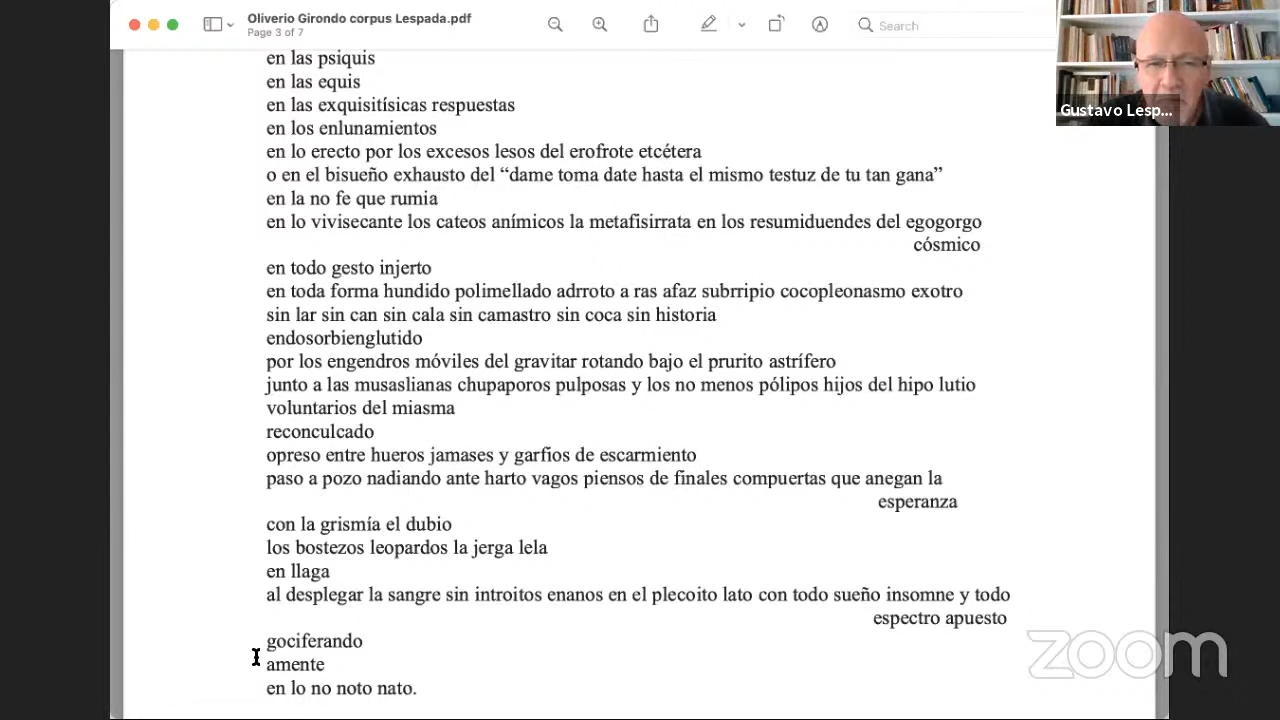 Oliverio Girondo corpus Lespada.pdf
Page 3 of 7
Search
Gustavo Lesp...
en las psiquis
en las equis
en las exquisitísicas respuestas
en los enlunamientos
en lo erecto por los excesos lesos del erofrote etcétera
o en el bisueño exhausto del “dame toma date hasta el mismo testuz de tu tan gana”
en la no fe que rumia
en lo vivisecante los cateos anímicos la metafisirrata en los resumiduendes del egogorgo
cósmico
en todo gesto injerto
en toda forma hundido polimellado adrroto a ras afaz subrripio cocopleonasmo exotro
sin lar sin can sin cala sin camastro sin coca sin historia
endosorbienglutido
por los engendros móviles del gravitar rotando bajo el prurito astrífero
junto a las musaslianas chupaporos pulposas y los no menos pólipos hijos del hipo lutio
voluntarios del miasma
reconculcado
opreso entre hueros jamases y garfios de escarmiento
paso a pozo nadiando ante harto vagos piensos de finales compuertas que anegan la
esperanza
con la grismía el dubio
los bostezos leopardos la jerga lela
en llaga
al desplegar la sangre sin introitos enanos en el plecoito lato con todo sueño insomne y todo
espectro apuesto
gociferando
amente
en lo no noto nato.
zoom